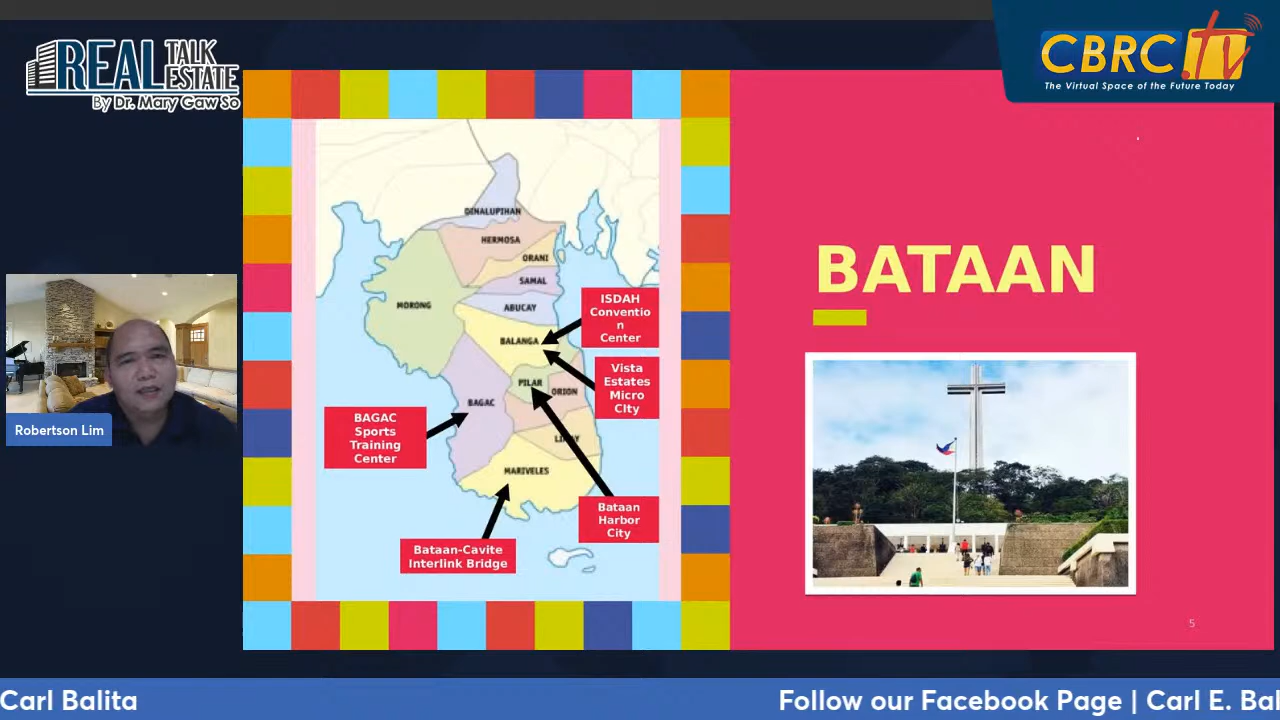 REAL TALK
ESTATE
By Dr. Mary Gaw So
CBRC.tv
The Virtual Space of the Future Today
DINALUPIHAN
HERMOSA
ORANI
SAMAL
MORONG
ABUCAY
ISDAH
Conventio
n
Center
BALANGA
Vista
Estates
Micro
CIty
PILAR
ORION
BAGAC
BAGAC
Sports
Training
Center
MARIVELES
Bataan
Harbor
City
Bataan-Cavite
Interlink Bridge
BATAAN
5
Robertson Lim
Carl Balita
Follow our Facebook Page | Carl E. Bal